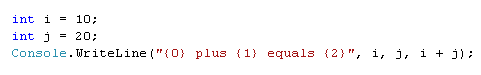 int i = 10;
int j = 20;
Console.WriteLine("{0} plus {1} equals {2}", i, j, i + j);